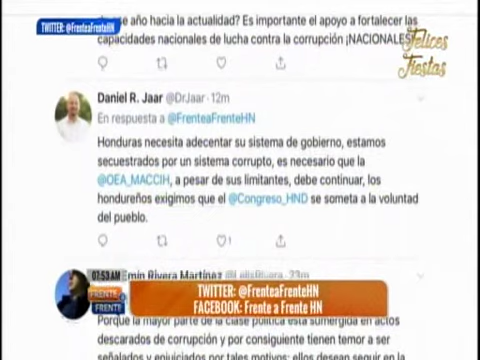 TWITTER: @FrenteaFrenteHN
ese año hacia la actualidad? Es importante el apoyo a fortalecer las
capacidades nacionales de lucha contra la corrupción ¡NACIONALES!
Felices
Fiestas
Daniel R. Jaar @DrJaar · 12m
En respuesta a @FrenteaFrenteHN
Honduras necesita adecentar su sistema de gobierno, estamos
secuestrados por un sistema corrupto, es necesario que la
@OEA_MACCIH, a pesar de sus limitantes, debe continuar, los
hondureños exigimos que el @Congreso_HND se someta a la voluntad
del pueblo.
1
07:53 AM
Emin Rivera Martínez
23m
FRENTE
a
FRENTE
TWITTER: @FrenteaFrenteHN
FACEBOOK: Frente a Frente HN
Porque la mayor parte de la clase política esta sumergida en actos
descarados de corrupción y por consiguiente tienen temor a ser
señalados y enjuiciados por tales motivos; ellos desean seguir en la